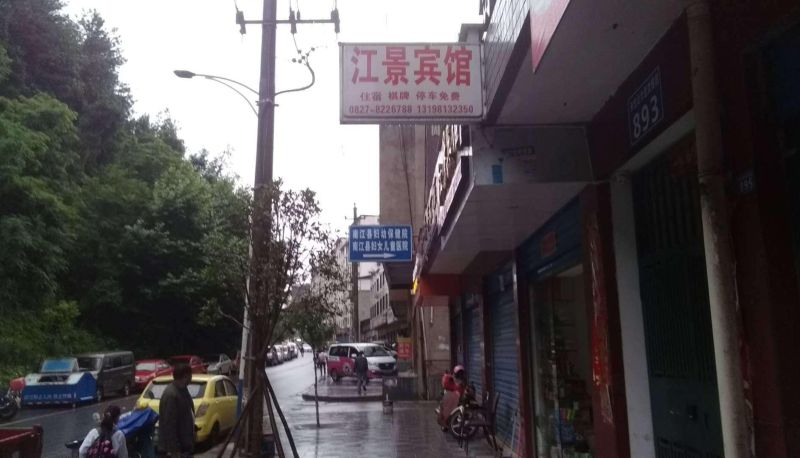 江景宾馆
住宿 棋牌 停车免费
0827-8226788 13198132350
南江县妇幼保健院
南江县妇女儿童医院
893
895